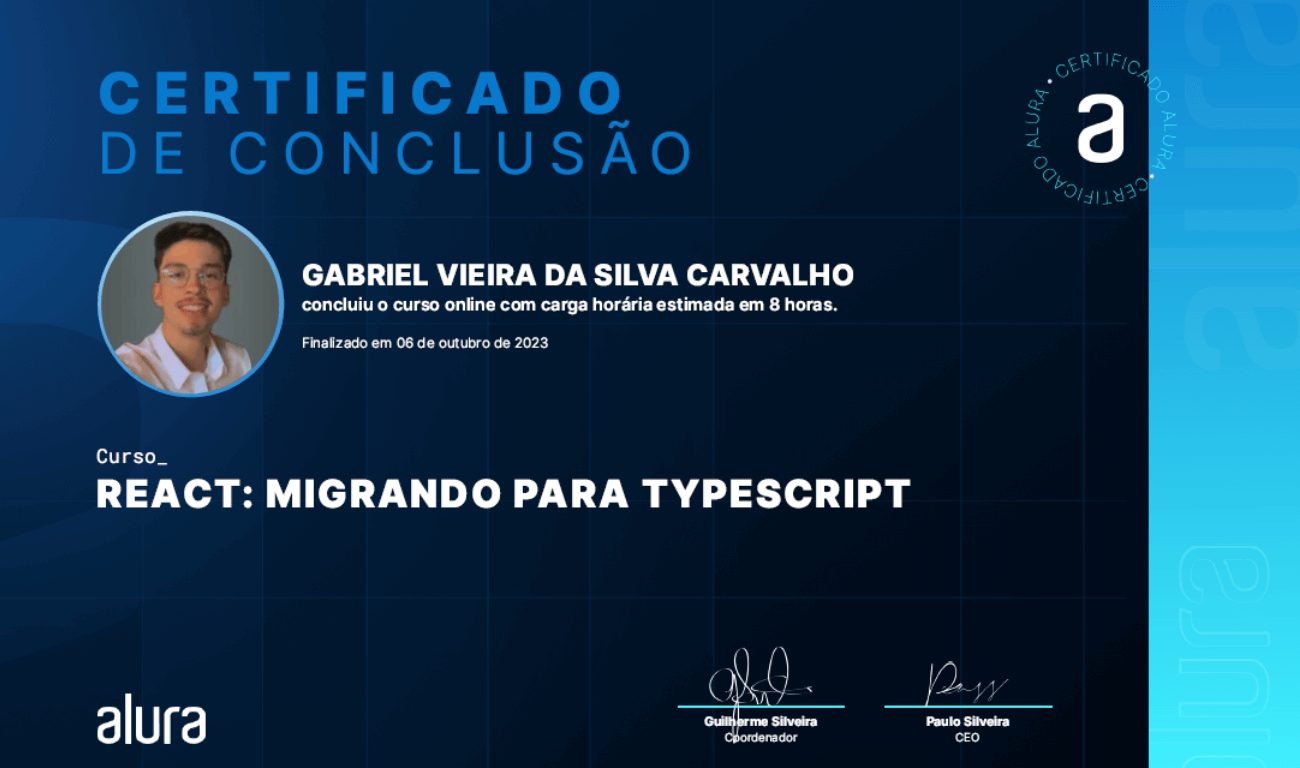 CERTIFICADO
DE CONCLUSÃO
CERTIFICADO ALURA • CERTIFICADO ALURA •
a
GABRIEL VIEIRA DA SILVA CARVALHO
concluiu o curso online com carga horária estimada em 8 horas.
Finalizado em 06 de outubro de 2023
Curso_
REACT: MIGRANDO PARA TYPESCRIPT
alura
Guilherme Silveira
Coordenador
Paulo Silveira
CEO
alura
alura